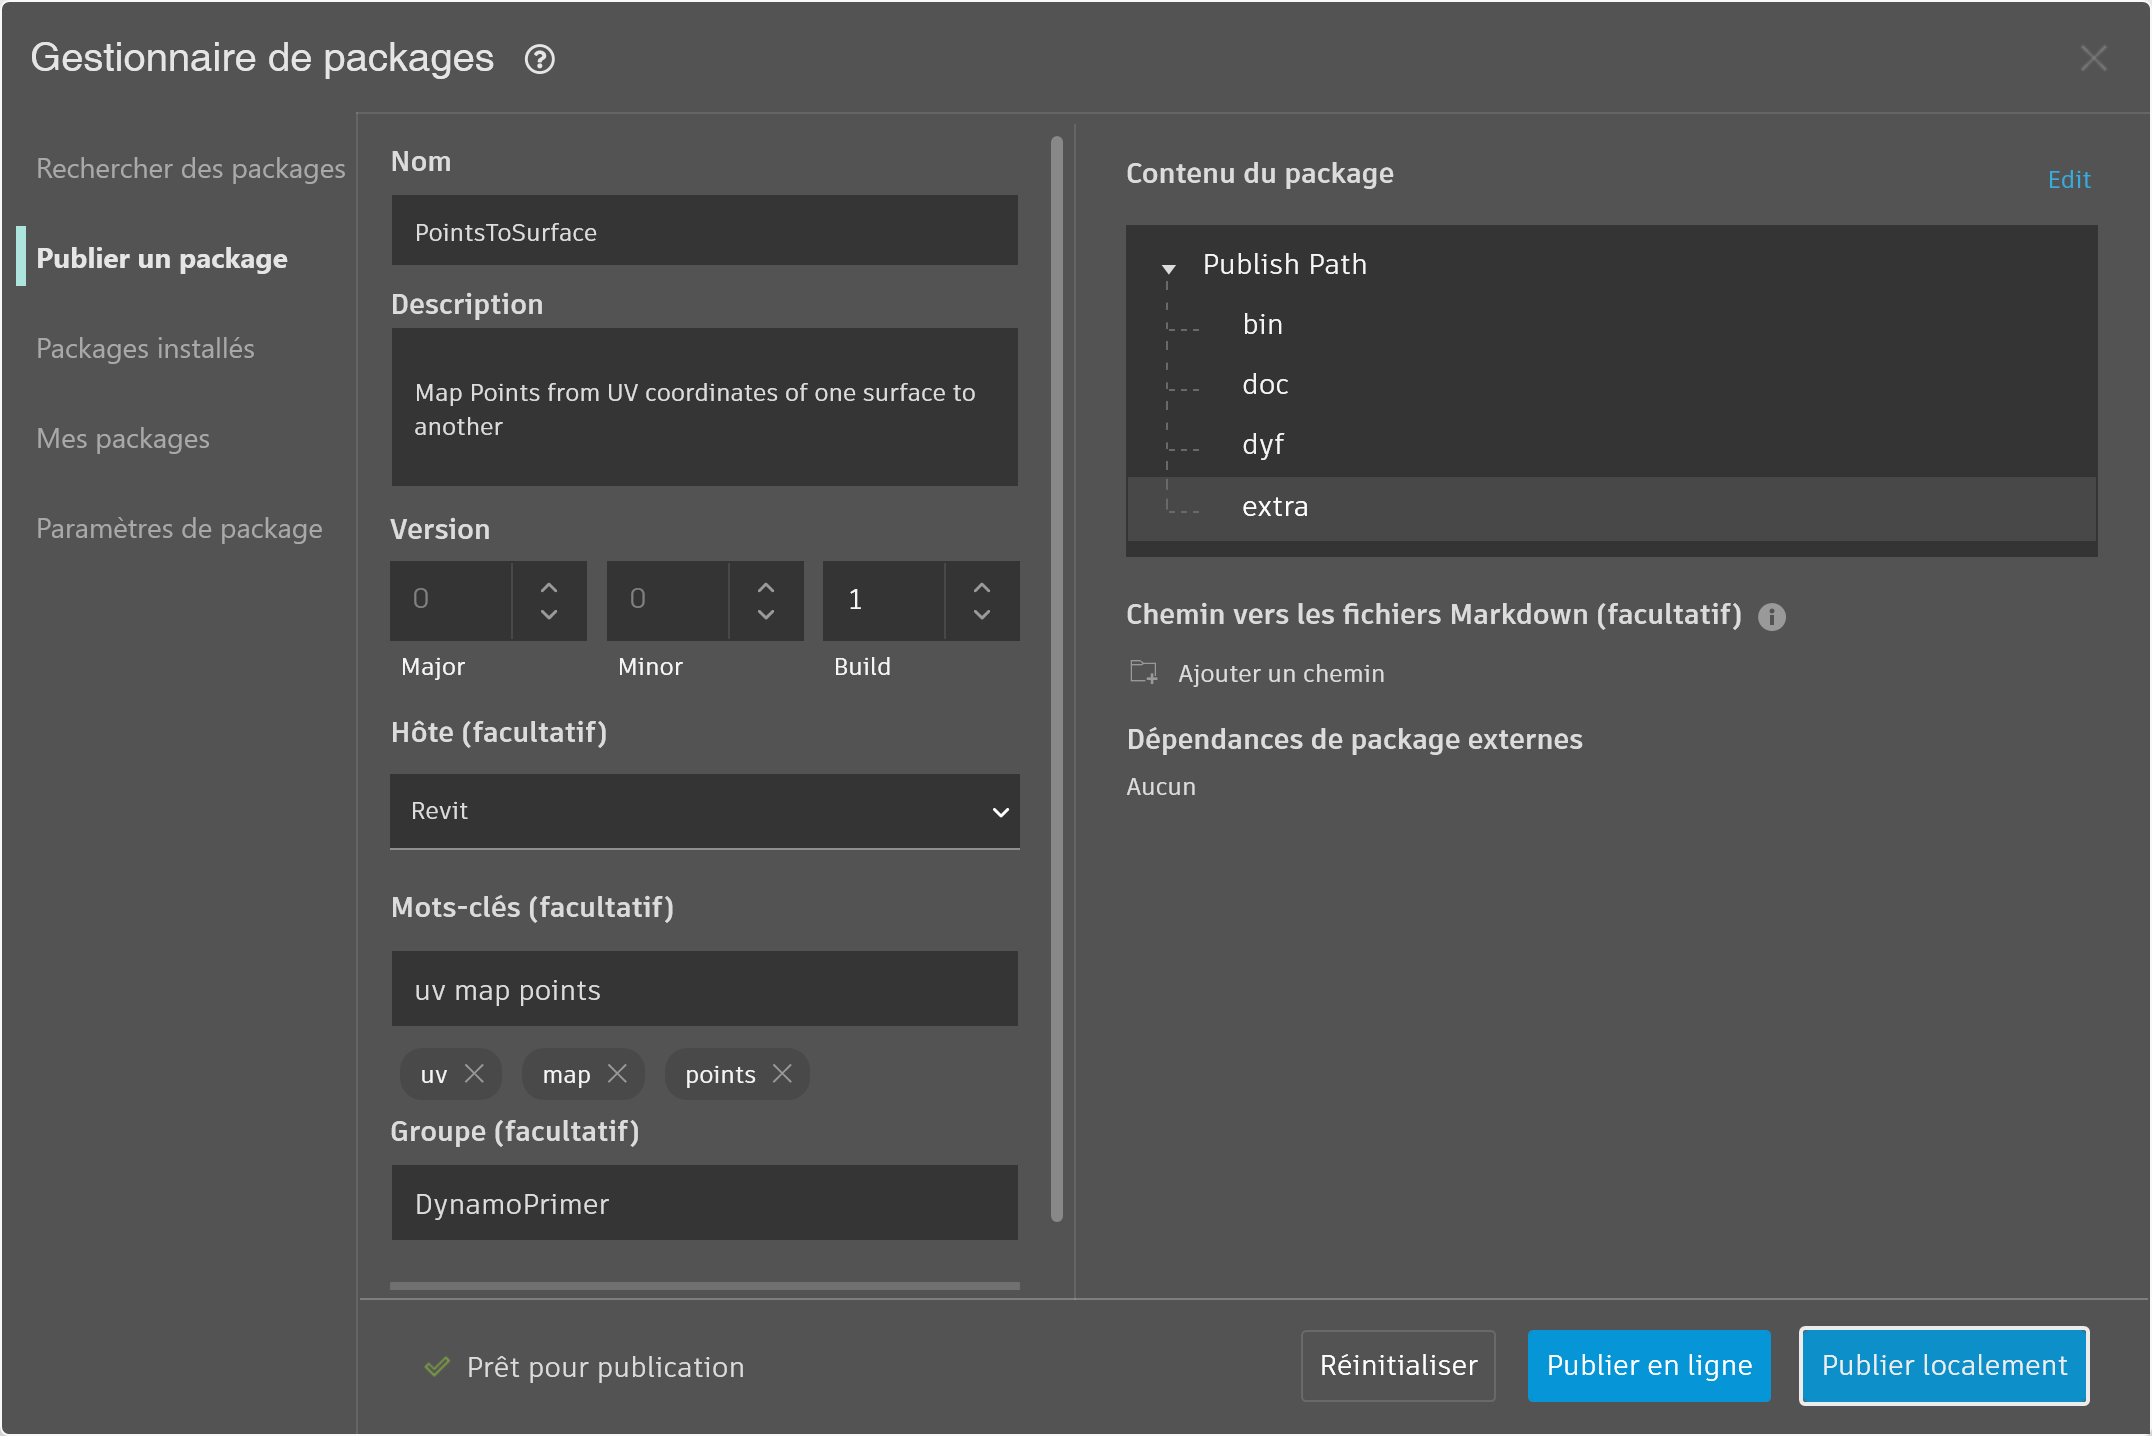 Gestionnaire de packages
Rechercher des packages
Publier un package
Packages installés
Mes packages
Paramètres de package
Nom
PointsToSurface
Description
Map Points from UV coordinates of one surface to
another
Version
0
0
1
Major
Minor
Build
Hôte (facultatif)
Revit
Mots-clés (facultatif)
uv map points
uv
map
points
Groupe (facultatif)
DynamoPrimer
Contenu du package
Edit
Publish Path
bin
doc
dyf
extra
Chemin vers les fichiers Markdown (facultatif)
Ajouter un chemin
Dépendances de package externes
Aucun
Prêt pour publication
Réinitialiser
Publier en ligne
Publier localement